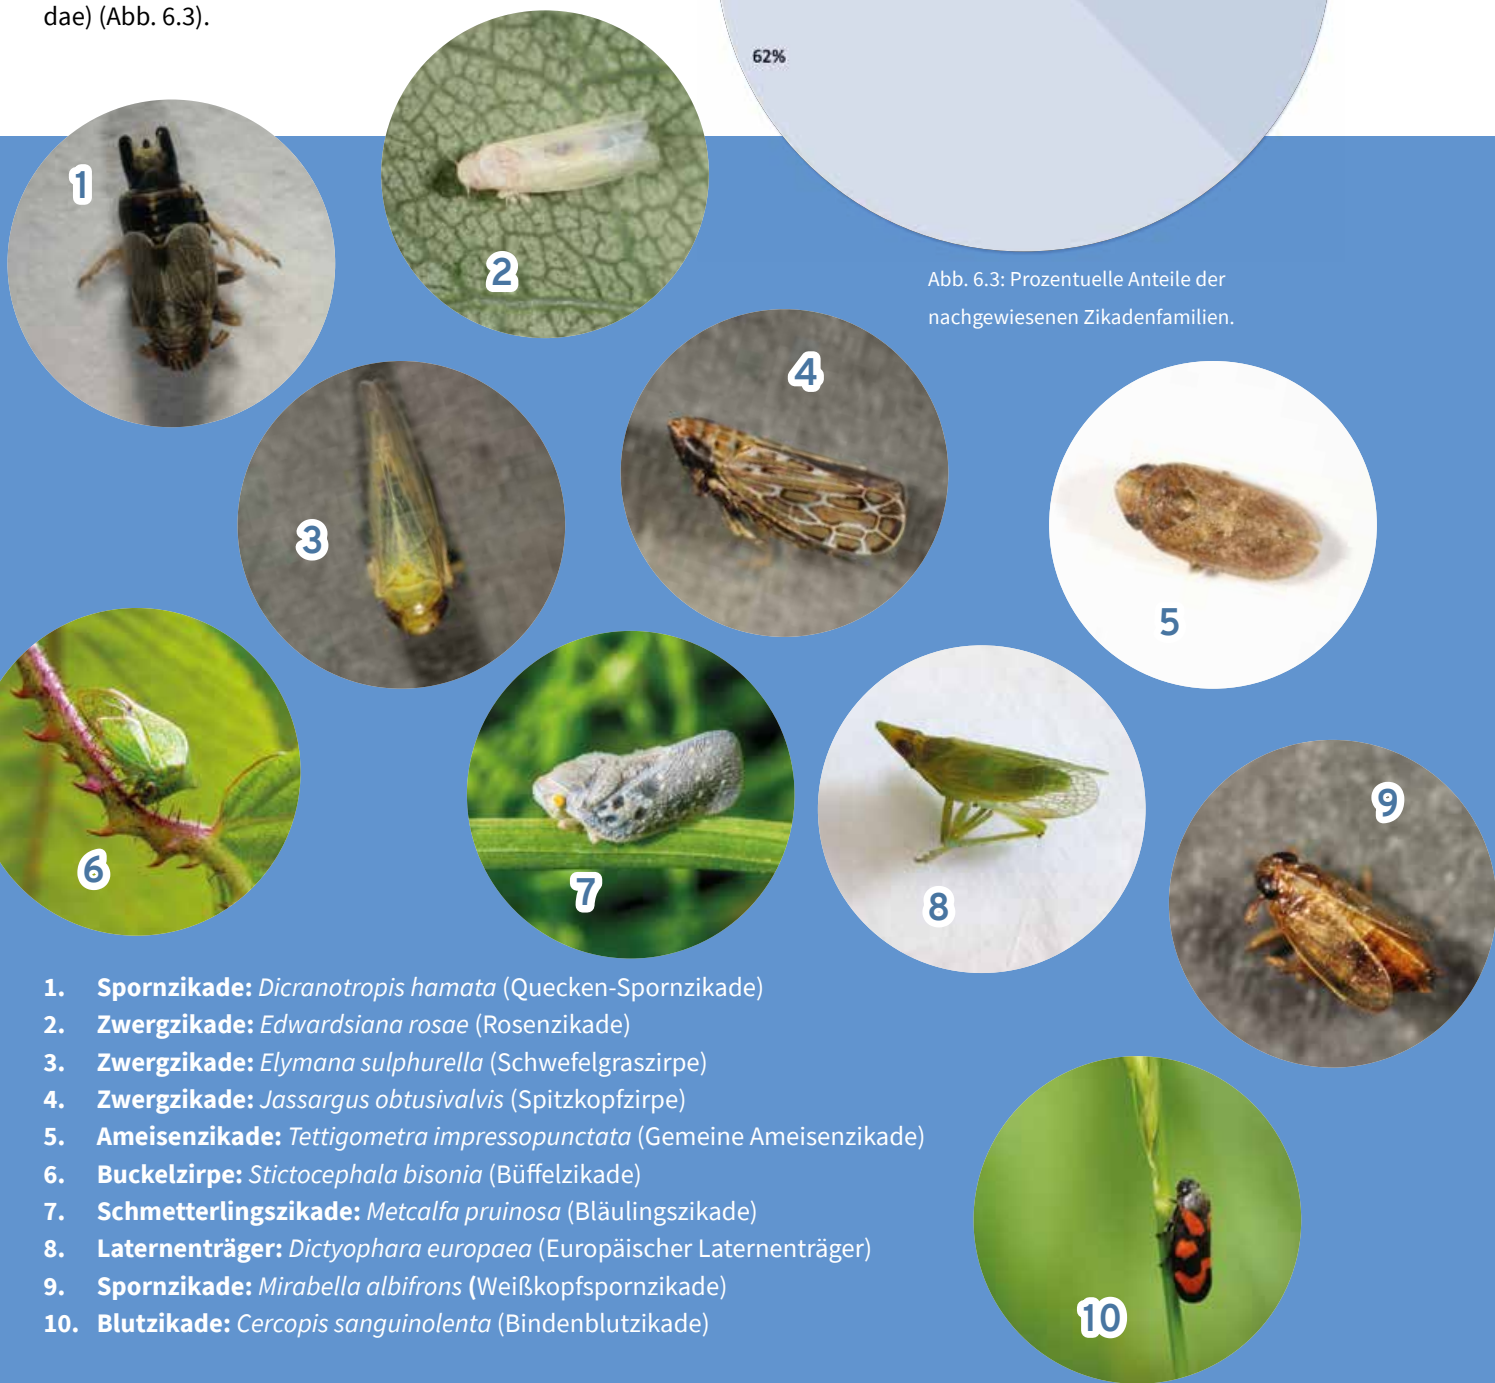 dae) (Abb. 6.3).
62%
1
2
Abb. 6.3: Prozentuelle Anteile der
nachgewiesenen Zikadenfamilien.
3
4
5
6
7
8
9
1. Spornzikade: Dicranotropis hamata (Quecken-Spornzikade)
2. Zwergzikade: Edwardsiana rosae (Rosenzikade)
3. Zwergzikade: Elymana sulphurella (Schwefelgraszirpe)
4. Zwergzikade: Jassargus obtusivalvis (Spitzkopfzirpe)
5. Ameisenzikade: Tettigometra impressopunctata (Gemeine Ameisenzikade)
6. Buckelzirpe: Stictocephala bisonia (Büffelzikade)
7. Schmetterlingszikade: Metcalfa pruinosa (Bläulingszikade)
8. Laternenträger: Dictyophara europaea (Europäischer Laternenträger)
9. Spornzikade: Mirabella albifrons (Weißkopfspornzikade)
10. Blutzikade: Cercopis sanguinolenta (Bindenblutzikade)
10